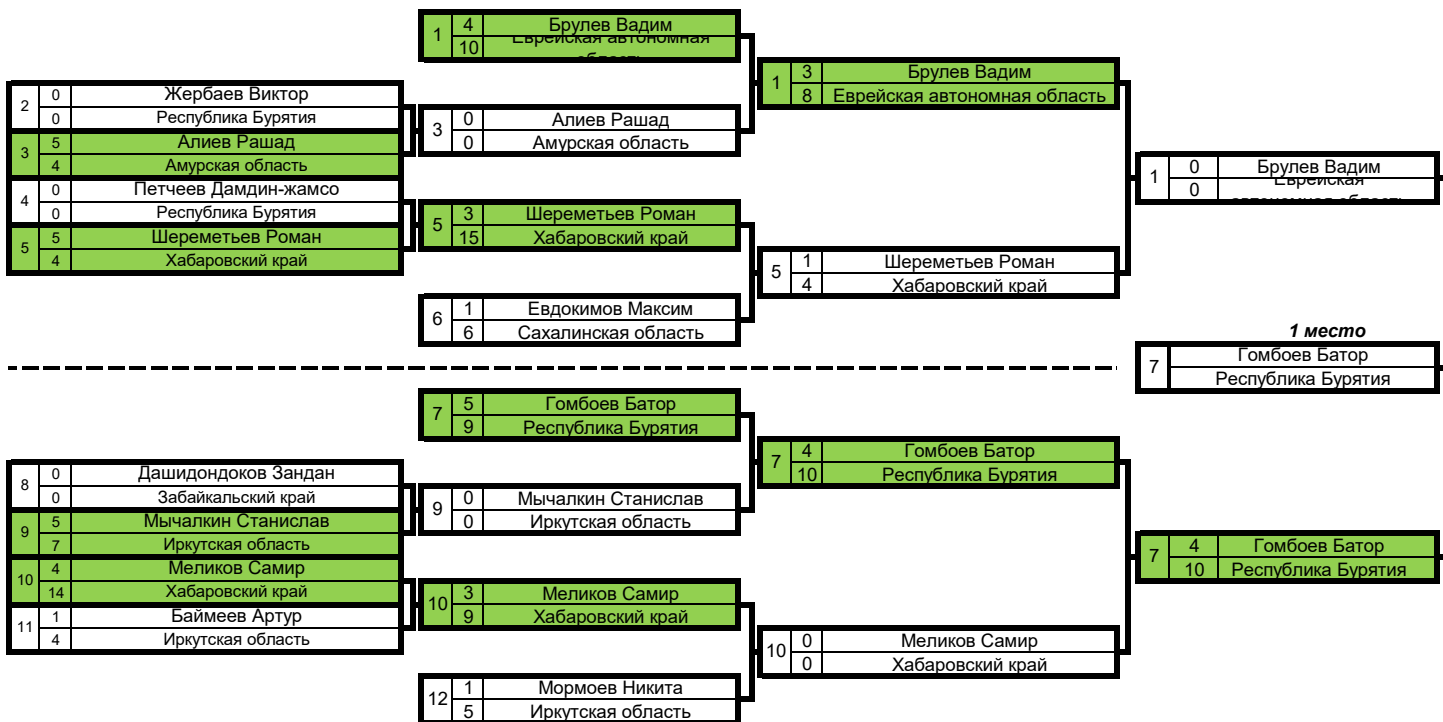 1 4 Брулев Вадим
10 Еврейская автономная
область
2 0 Жербаев Виктор
0 Республика Бурятия
3 5 Алиев Рашад
4 Амурская область
4 0 Петчеев Дамдин-жамсо
0 Республика Бурятия
5 5 Шереметьев Роман
4 Хабаровский край
3 0 Алиев Рашад
0 Амурская область
5 3 Шереметьев Роман
15 Хабаровский край
6 1 Евдокимов Максим
6 Сахалинская область
1 3 Брулев Вадим
8 Еврейская автономная область
5 1 Шереметьев Роман
4 Хабаровский край
1 0 Брулев Вадим
0 Еврейская
автономная область
1 место
7 Гомбоев Батор
Республика Бурятия
7 5 Гомбоев Батор
9 Республика Бурятия
8 0 Дашидондоков Зандан
0 Забайкальский край
9 5 Мычалкин Станислав
7 Иркутская область
10 4 Меликов Самир
14 Хабаровский край
11 1 Баймеев Артур
4 Иркутская область
9 0 Мычалкин Станислав
0 Иркутская область
10 3 Меликов Самир
9 Хабаровский край
12 1 Мормоев Никита
5 Иркутская область
7 4 Гомбоев Батор
10 Республика Бурятия
10 0 Меликов Самир
0 Хабаровский край
7 4 Гомбоев Батор
10 Республика Бурятия